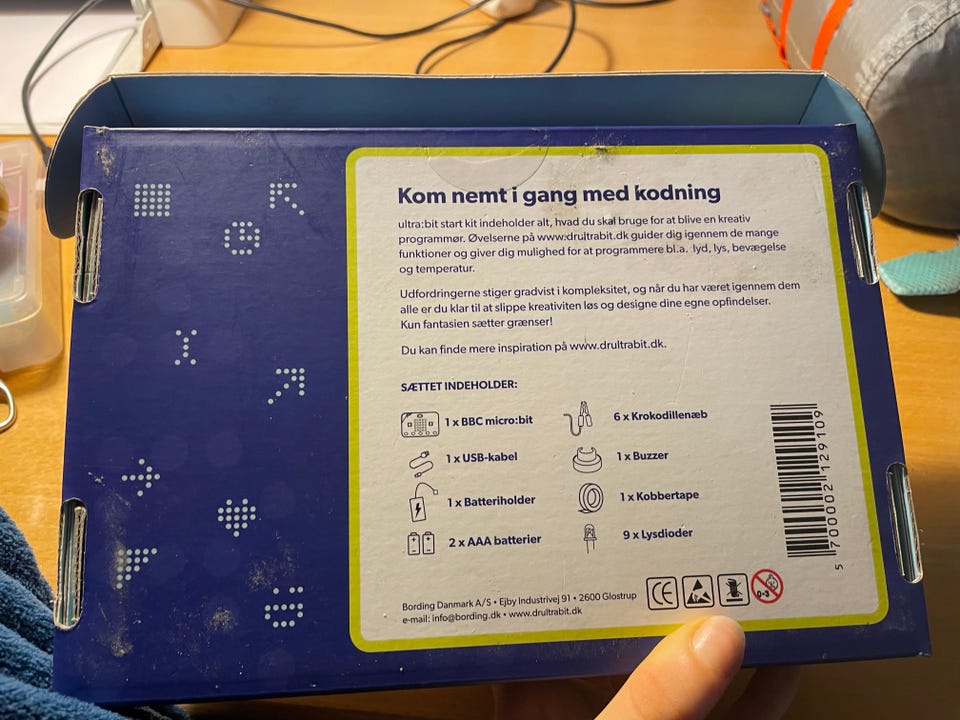 Kom nemt i gang med kodning
ultra:bit start kit indeholder alt, hvad du skal bruge for at blive en kreativ
programmør. Øvelserne på www.drultrabit.dk guider dig igennem de mange
funktioner og giver dig mulighed for at programmere bl.a. lyd, lys, bevægelse
og temperatur.
Udfordringerne stiger gradvist i kompleksitet, og når du har været igennem dem
alle er du klar til at slippe kreativiten løs og designe dine egne opfindelser.
Kun fantasien sætter grænser!
Du kan finde mere inspiration på www.drultrabit.dk.
SÆTTET INDEHOLDER:
1 x BBC micro:bit
1 x USB-kabel
1 x Batteriholder
2 x AAA batterier
6 x Krokodillenæb
1 x Buzzer
1 x Kobbertape
9 x Lysdioder
5 700002 129109
Bording Danmark A/S • Ejby Industrivej 91 • 2600 Glostrup
e-mail: info@bording.dk • www.drultrabit.dk
CE
0-3